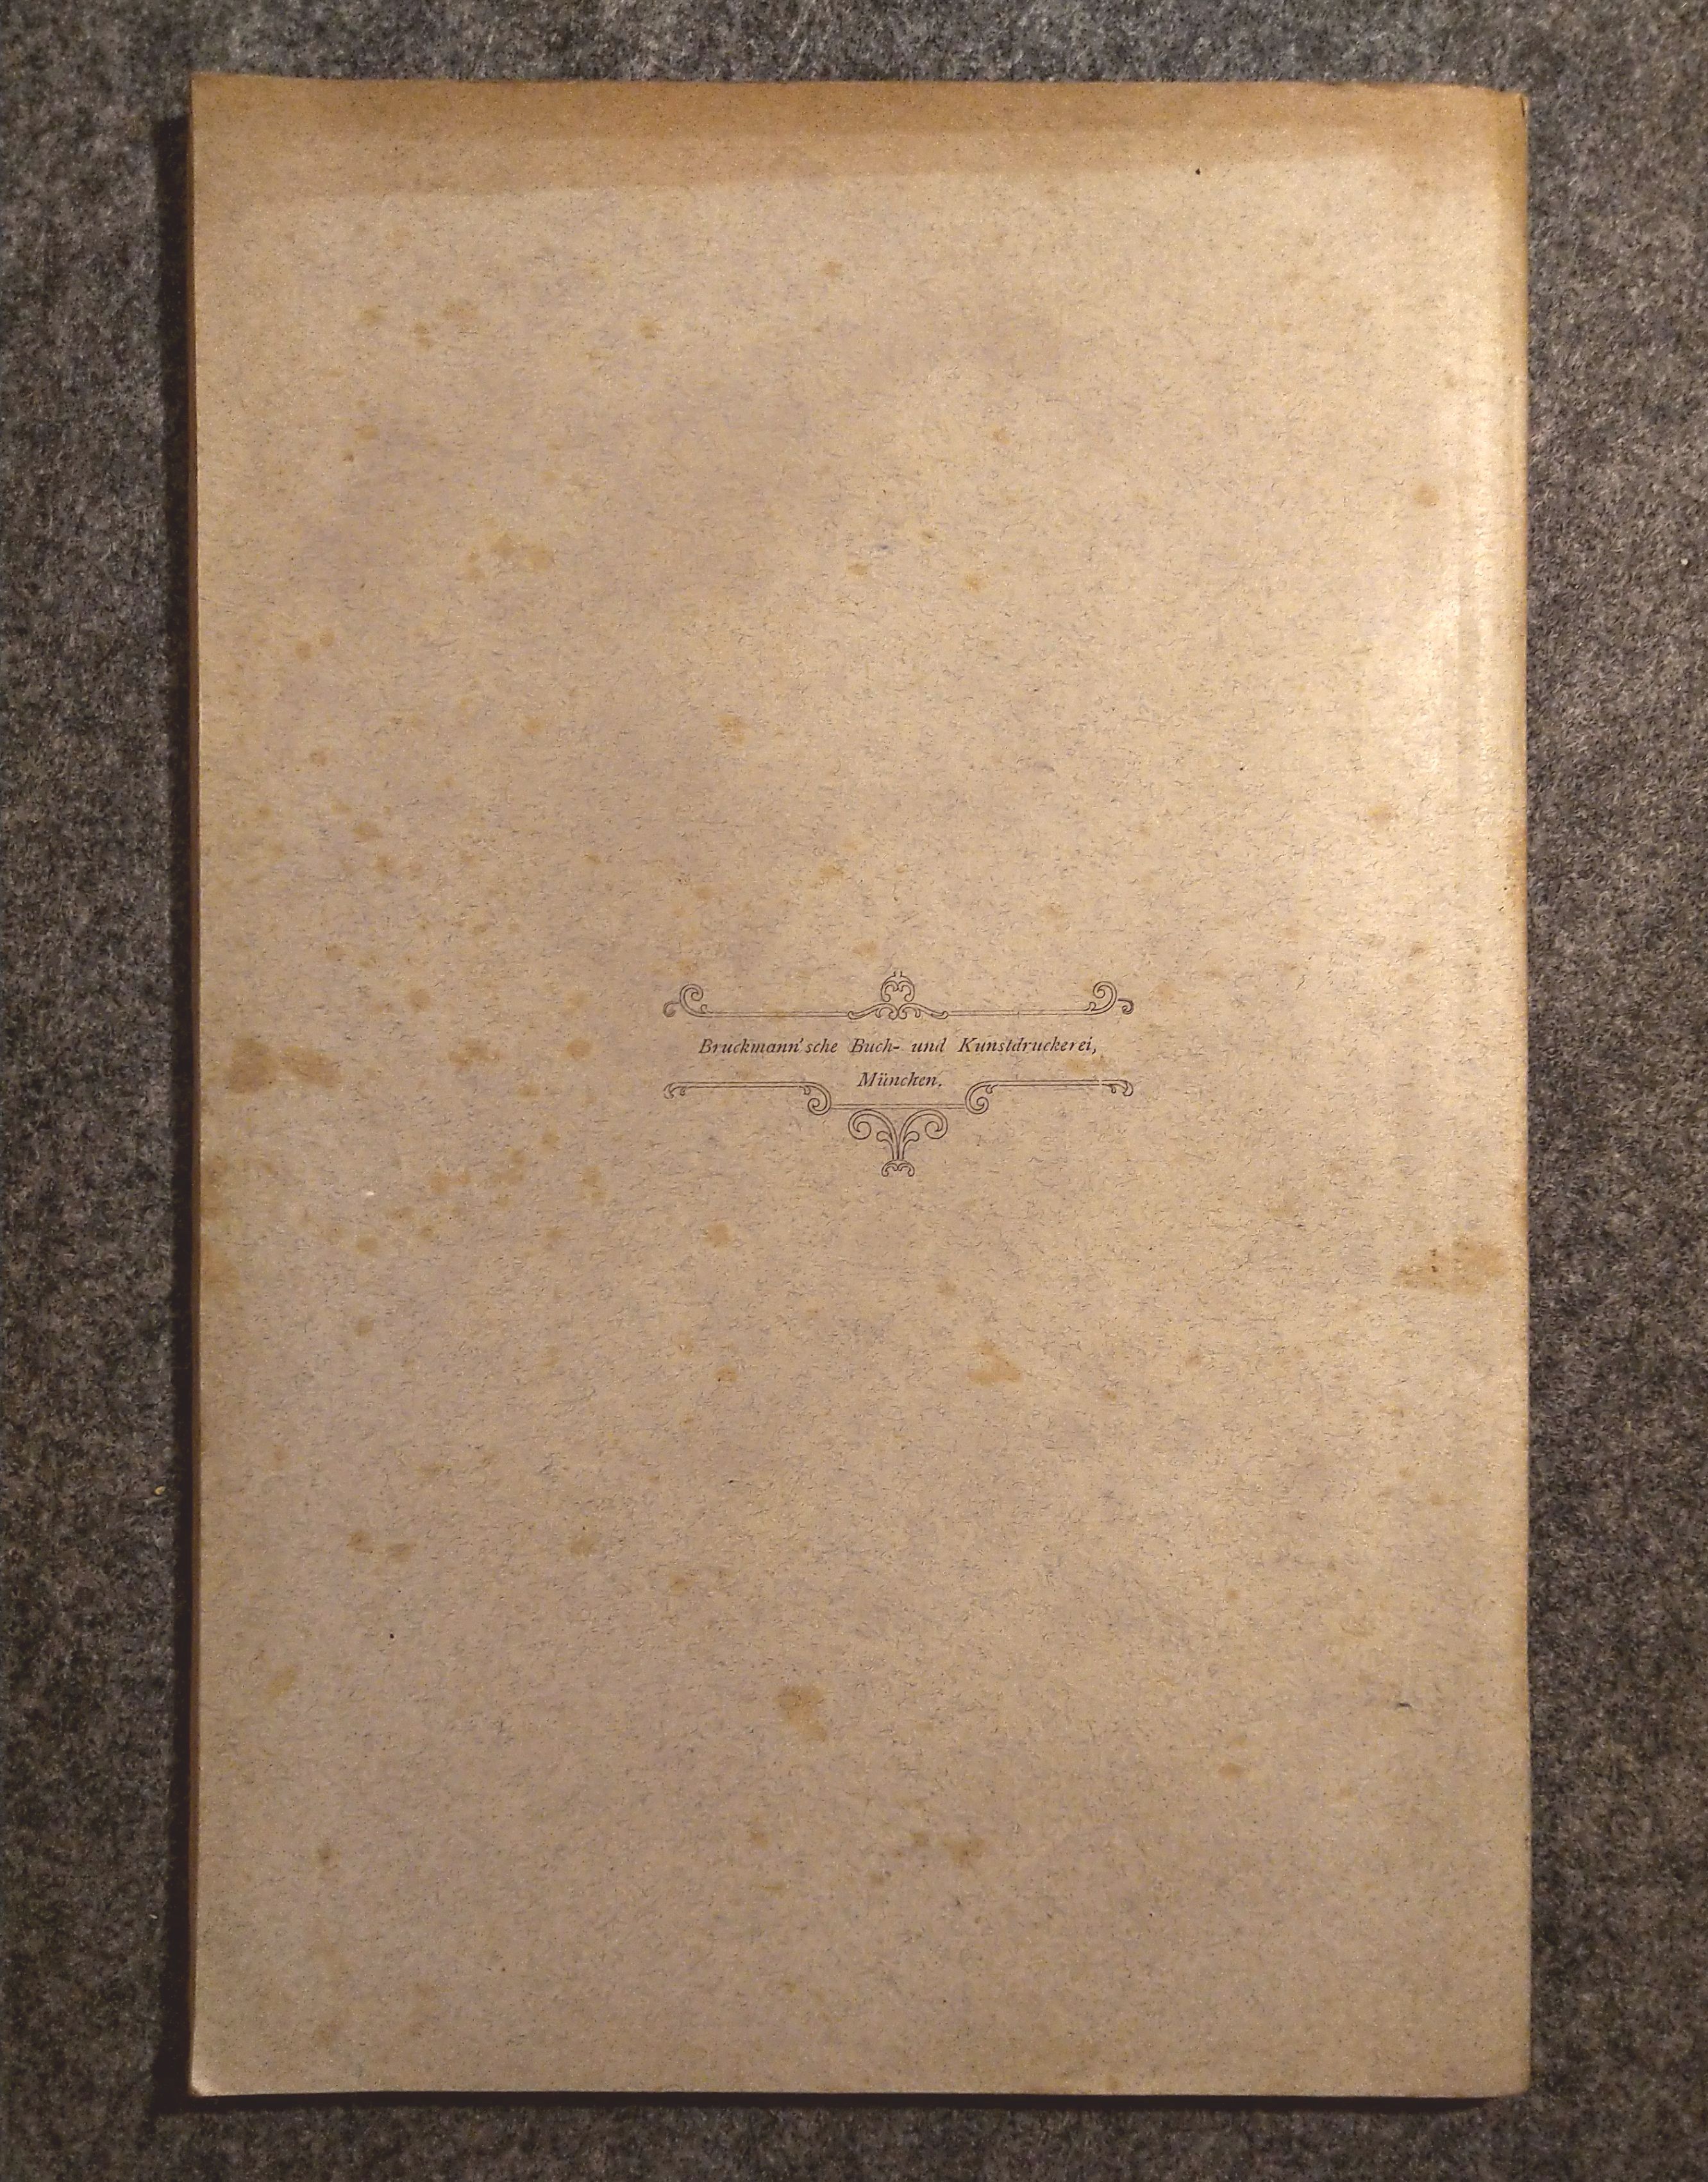 Bruckmann'sche Buch- und Kunstdruckerei,
München.